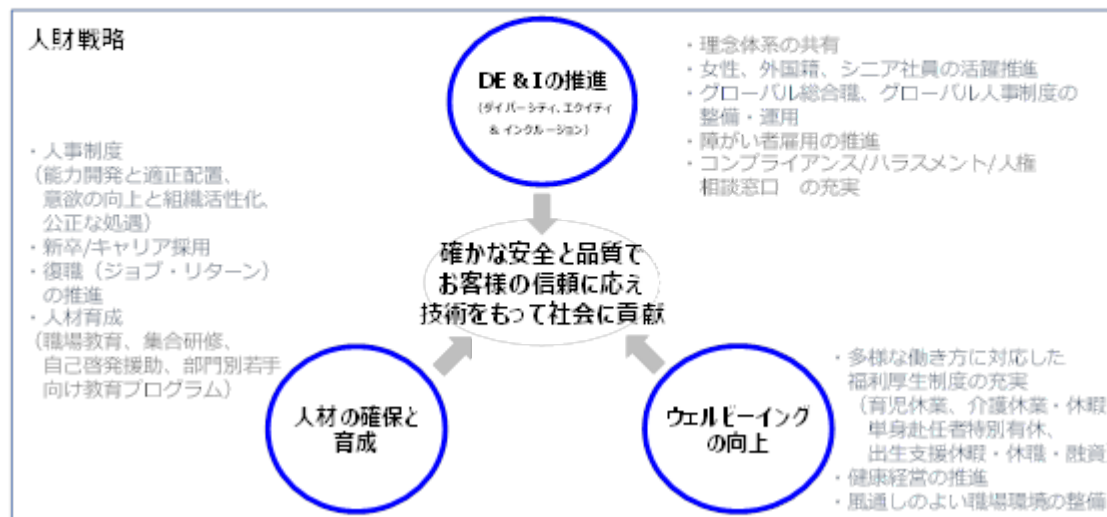 人財戦略
DE&Iの推進
(ダイバーシティ、エクイティ
& インクルージョン)
・理念体系の共有
・女性、外国籍、シニア社員の活躍推進
・グローバル総合職、グローバル人事制度の
整備・運用
・障がい者雇用の推進
・コンプライアンス/ハラスメント/人権
相談窓口 の充実
・人事制度
(能力開発と適正配置、
意欲の向上と組織活性化、
公正な処遇)
・新卒/キャリア採用
・復職(ジョブ・リターン)
の推進
・人材育成
(職場教育、集合研修、
自己啓発援助、部門別若手
向け教育プログラム)
確かな安全と品質で
お客様の信頼に応え
技術をもって社会に貢献
人材の確保と
育成
ウェルビーイング
の向上
・多様な働き方に対応した
福利厚生制度の充実
(育児休業、介護休業・休暇
単身赴任者特別有休、
出生支援休暇・休職・融資
・健康経営の推進
・風通しのよい職場環境の整備